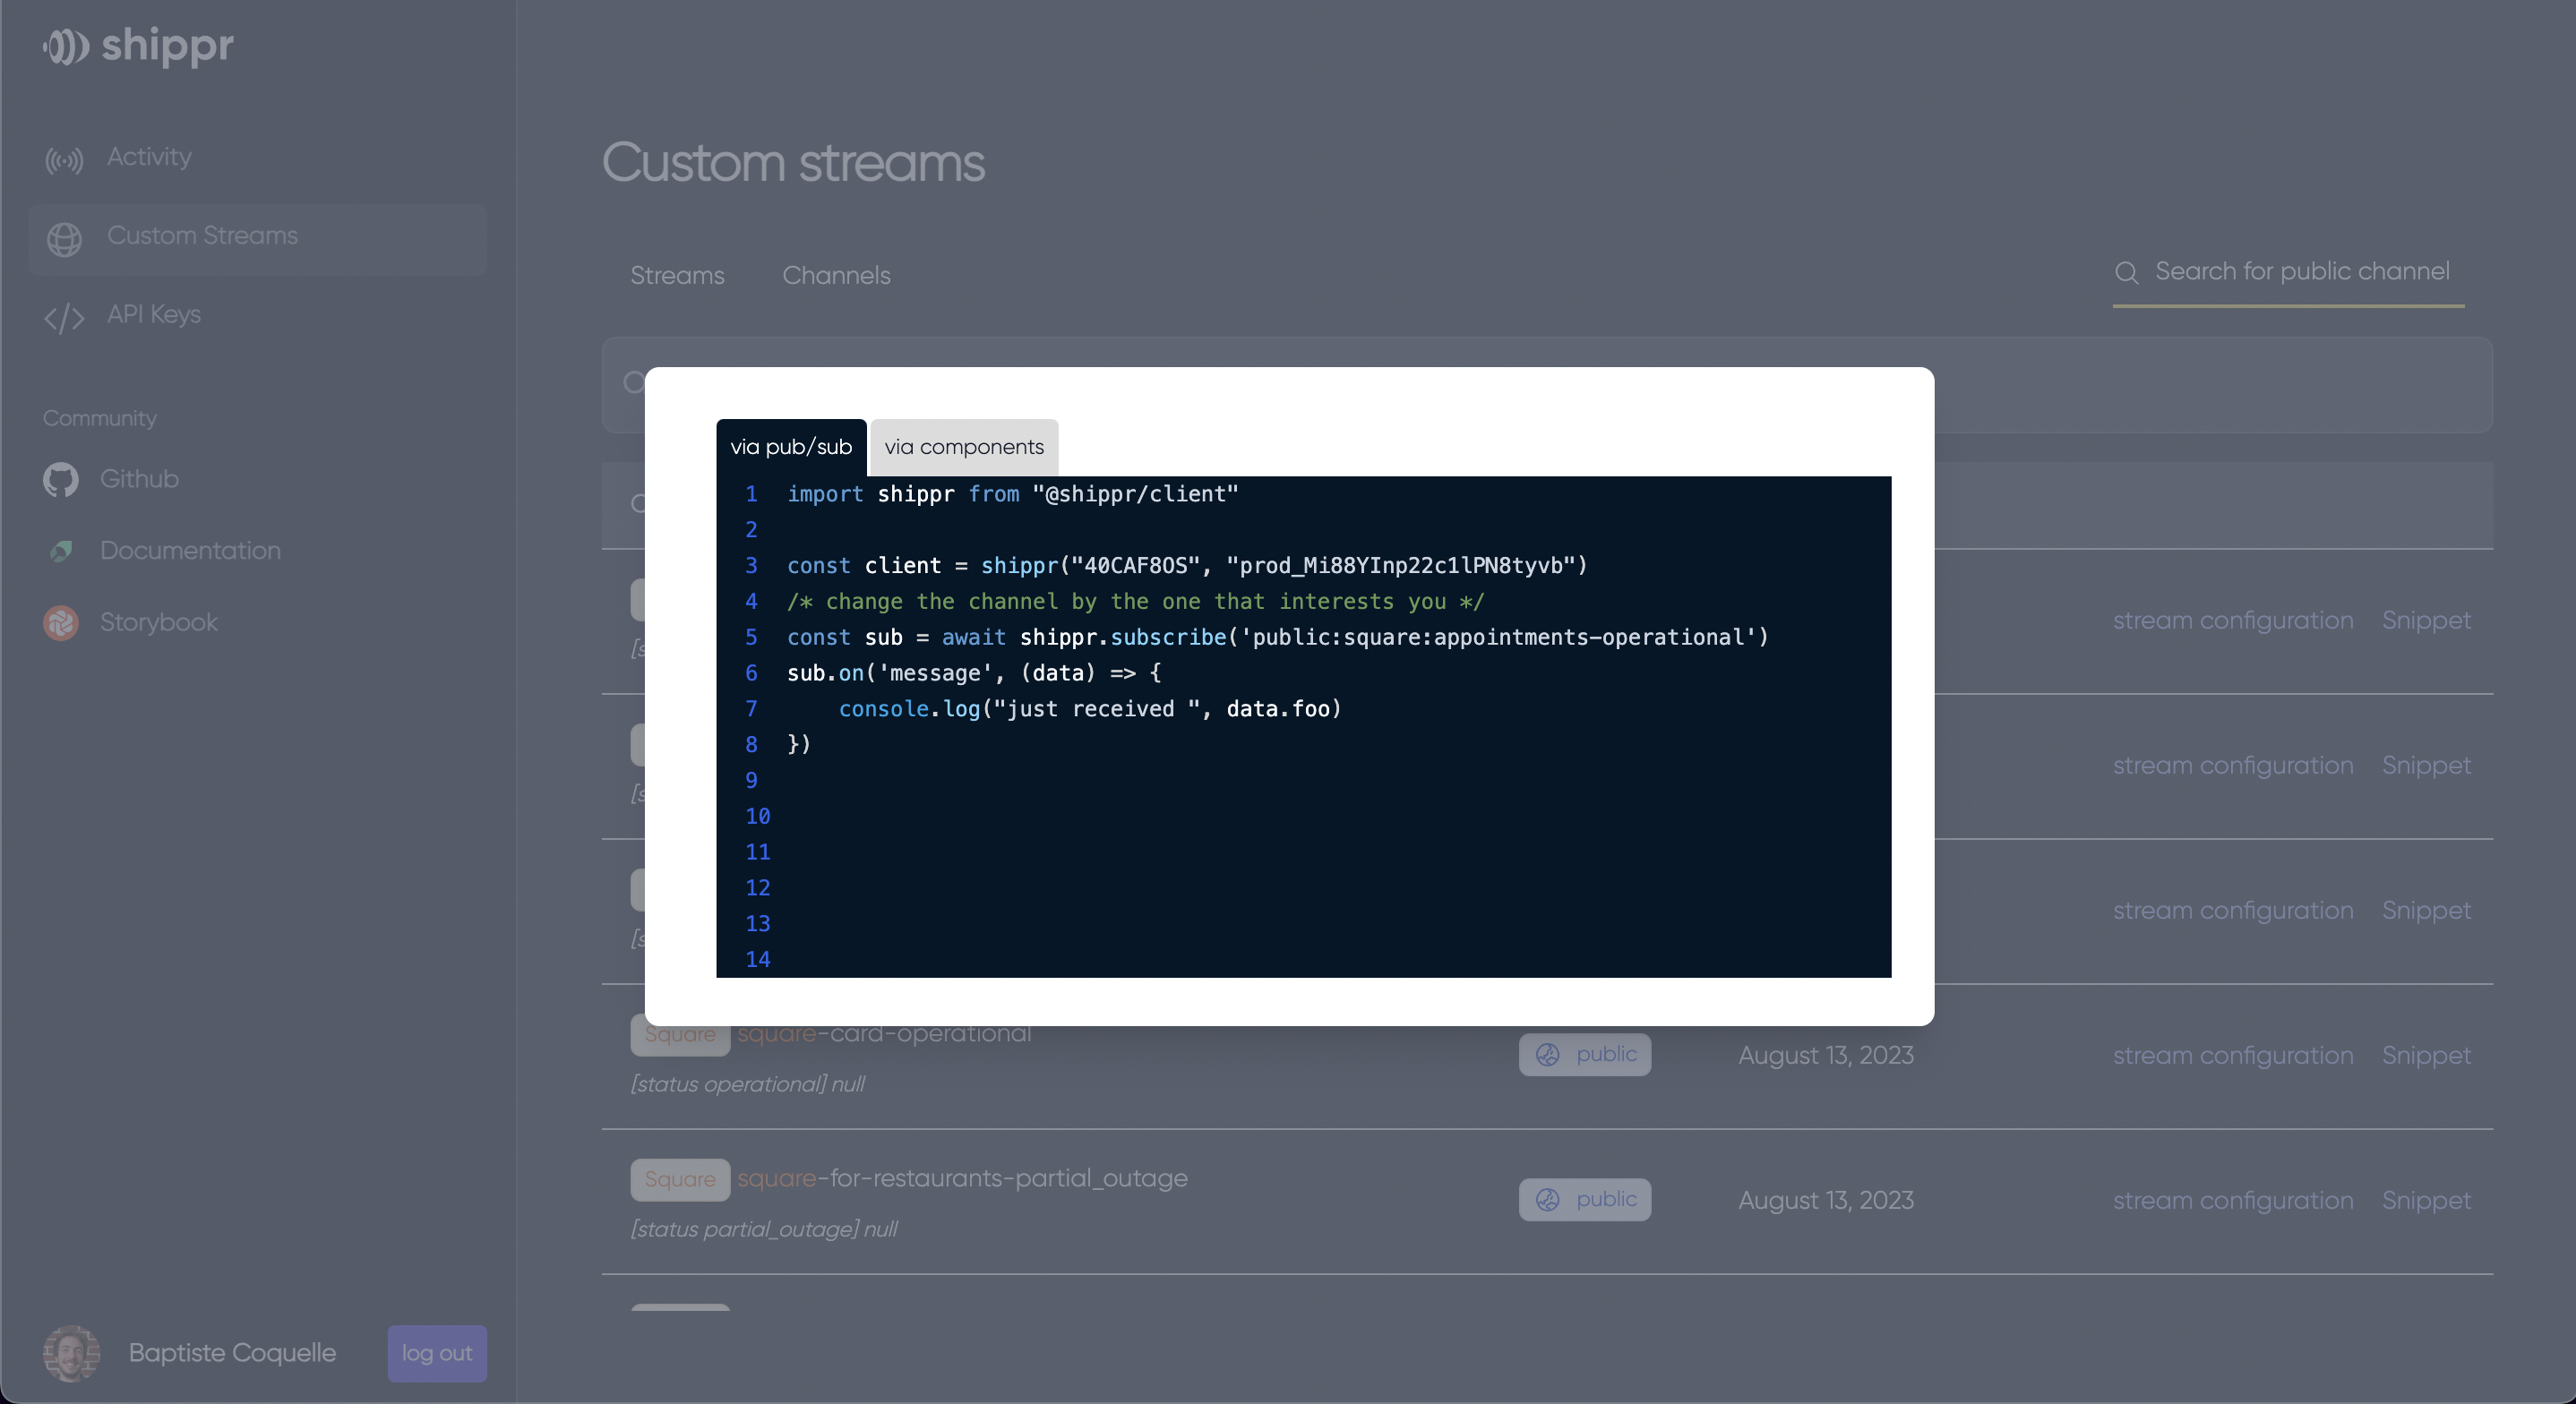 shippr
Activity
Custom Streams
API Keys
Community
Github
Documentation
Storybook
Baptiste Coquelle
log out
Custom streams
Streams
Channels
Search for public channel
via pub/sub
via components
1 import shippr from "@shippr/client"
2
3 const client = shippr("40CAF8OS", "prod_Mi88YInp22c1lPN8tyvb")
4 /* change the channel by the one that interests you */
5 const sub = await shippr.subscribe('public:square:appointments-operational')
6 sub.on('message', (data) => {
7 console.log("just received ", data.foo)
8 })
9
10
11
12
13
14
stream configuration Snippet
stream configuration Snippet
stream configuration Snippet
Square square-card-operational
[status operational] null
public August 13, 2023 stream configuration Snippet
Square square-for-restaurants-partial_outage
[status partial_outage] null
public August 13, 2023 stream configuration Snippet